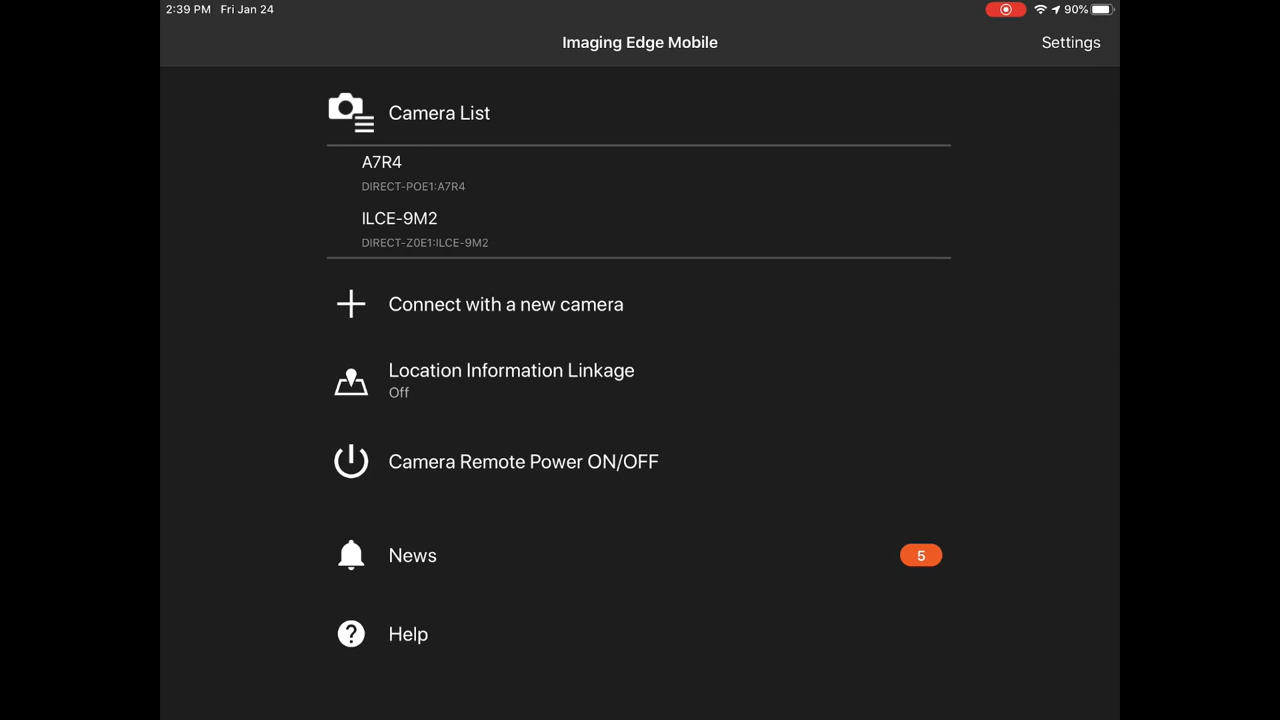 2:39 PM Fri Jan 24
90%
Imaging Edge Mobile
Settings
Camera List
A7R4
DIRECT-POE1:A7R4
ILCE-9M2
DIRECT-Z0E1:ILCE-9M2
Connect with a new camera
Location Information Linkage
Off
Camera Remote Power ON/OFF
News
5
Help